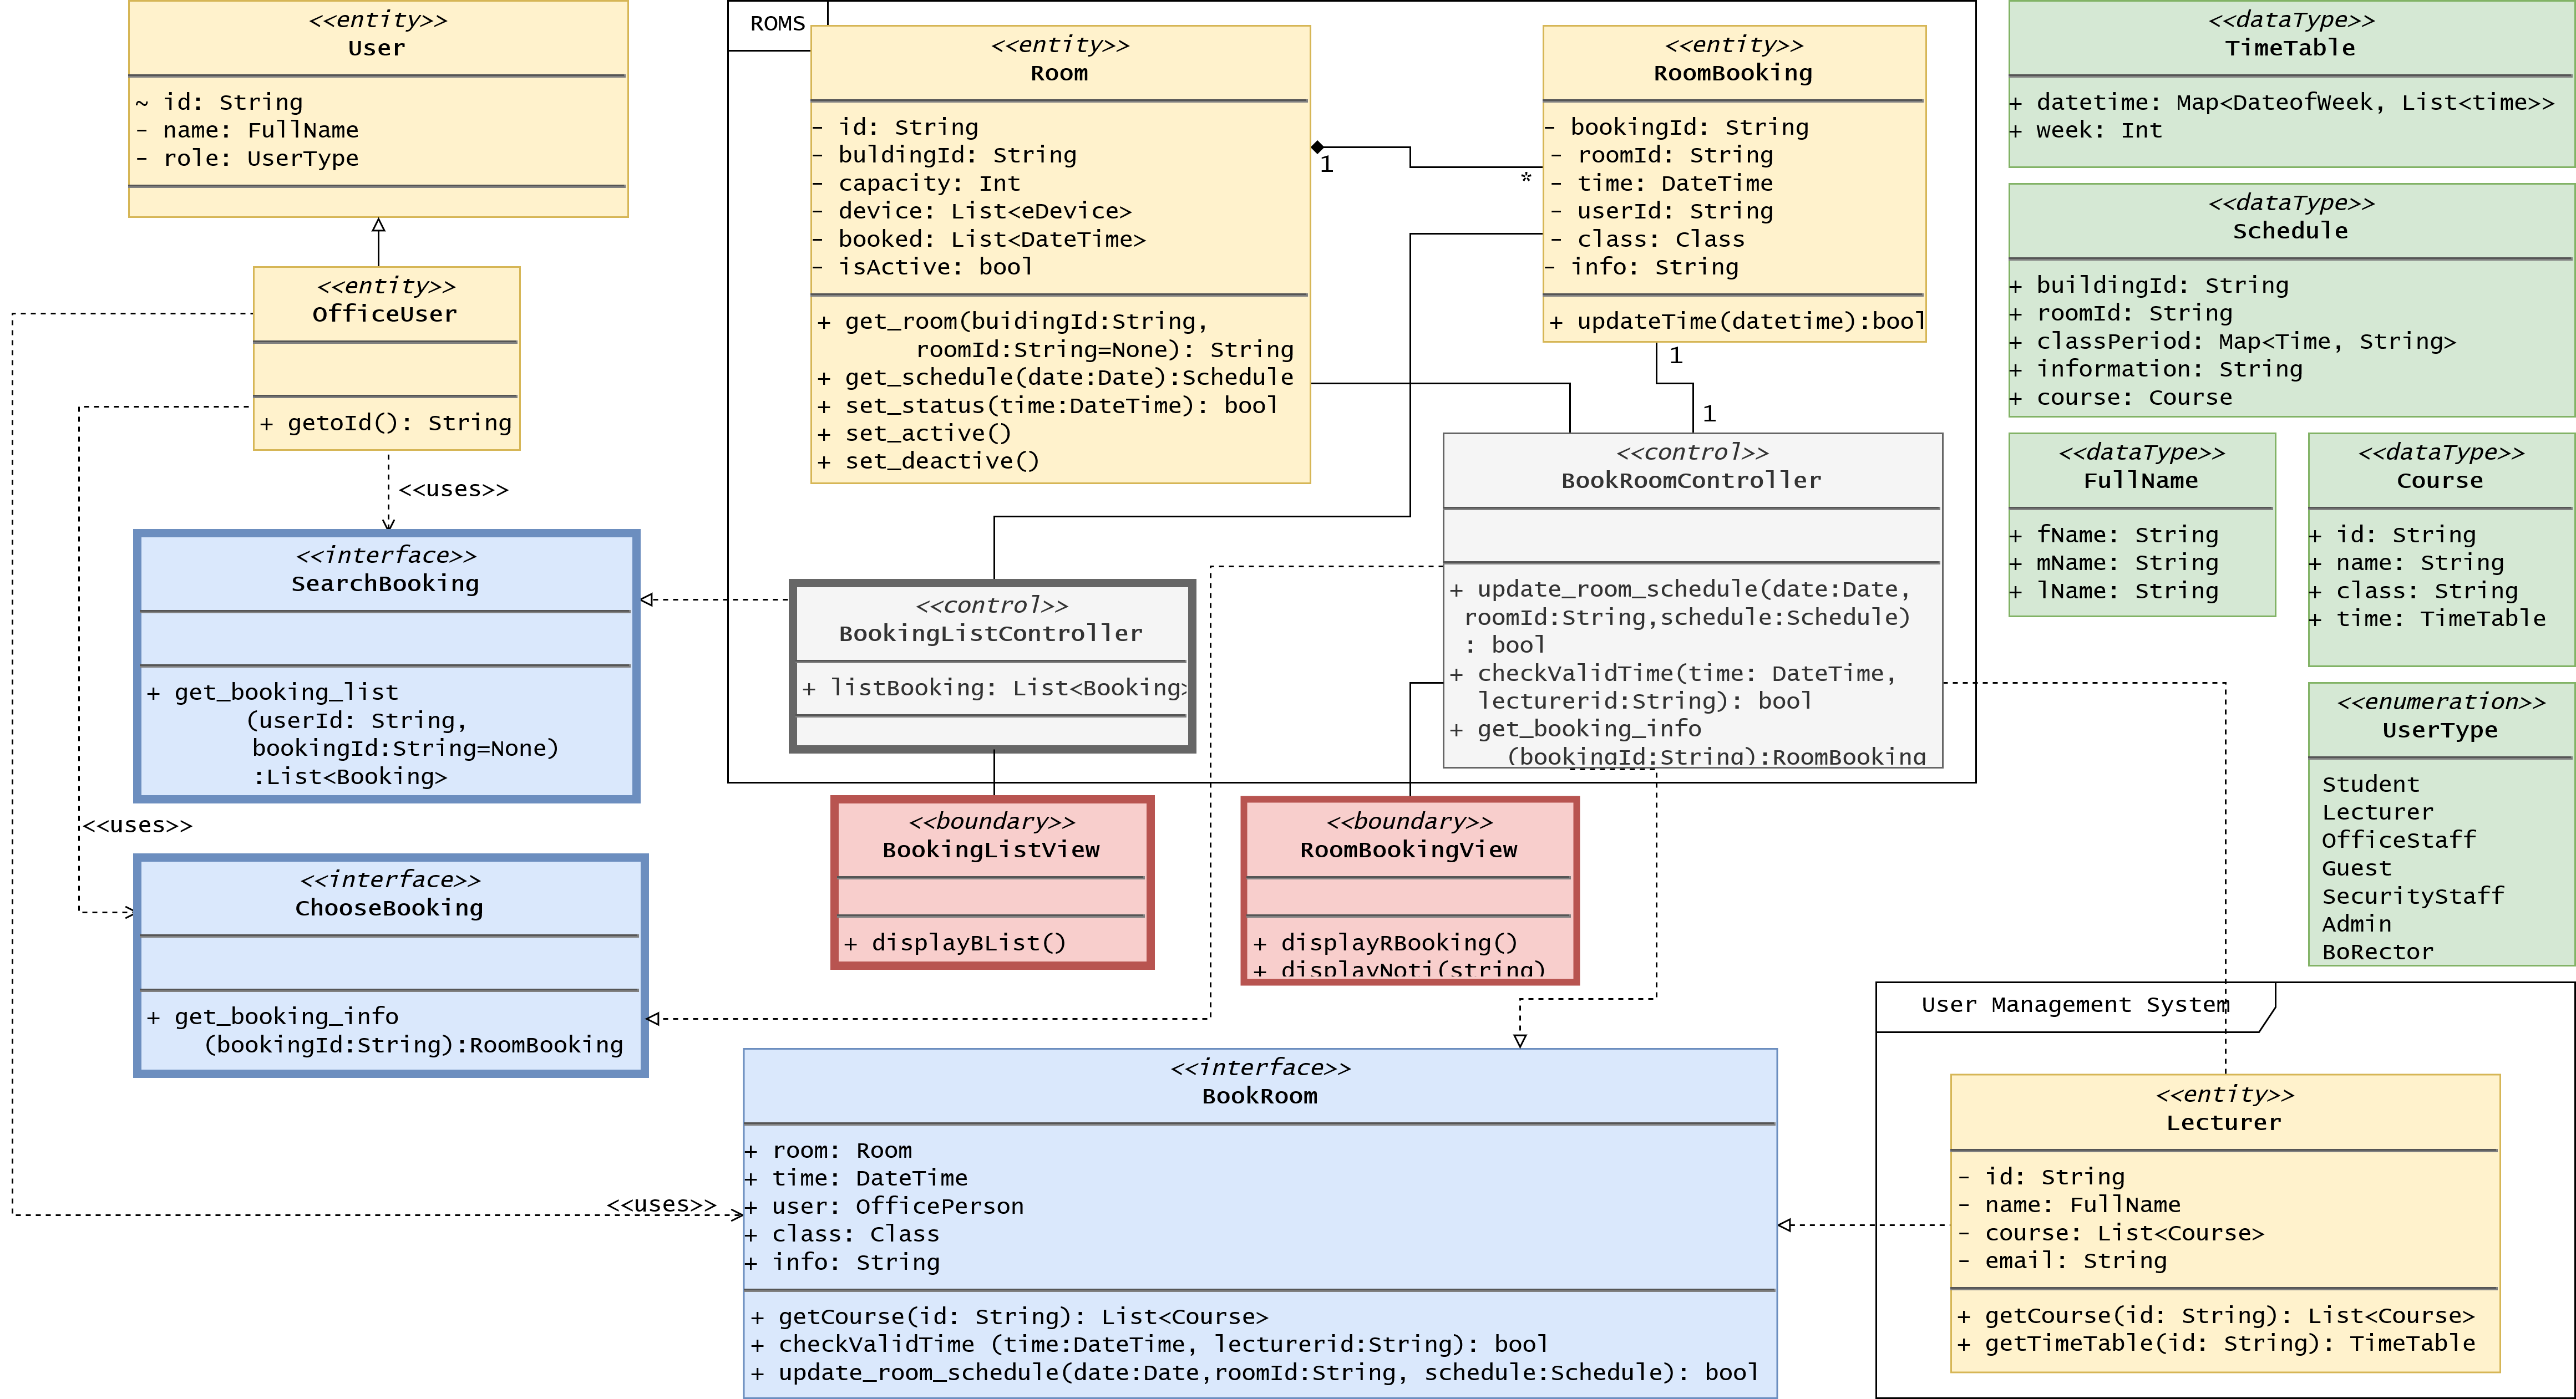 <<entity>>
User
~ id: String
- name: FullName
- role: UserType
<<entity>>
OfficeUser
+ getoId(): String
<<uses>>
<<interface>>
SearchBooking
+ get_booking_list
(userId: String,
bookingId:String=None)
:List<Booking>
<<uses>>
<<interface>>
ChooseBooking
+ get_booking_info
(bookingId:String):RoomBooking
<<uses>>
ROMS
<<entity>>
Room
- id: String
- buldingId: String
- capacity: Int
- device: List<eDevice>
- booked: List<DateTime>
- isActive: bool
+ get_room(buidingId:String,
roomId:String=None): String
+ get_schedule(date:Date):Schedule
+ set_status(time:DateTime): bool
+ set_active()
+ set_deactive()
1
*
<<entity>>
RoomBooking
- bookingId: String
- roomId: String
- time: DateTime
- userId: String
- class: Class
- info: String
+ updateTime(datetime):bool
1
1
<<control>>
BookRoomController
+ update_room_schedule(date:Date,
roomId:String,schedule:Schedule)
: bool
+ checkValidTime(time: DateTime,
lecturerid:String): bool
+ get_booking_info
(bookingId:String):RoomBooking
<<control>>
BookingListController
+ listBooking: List<Booking>
<<boundary>>
BookingListView
+ displayBList()
<<boundary>>
RoomBookingView
+ displayRBooking()
+ displayNoti(string)
<<interface>>
BookRoom
+ room: Room
+ time: DateTime
+ user: OfficePerson
+ class: Class
+ info: String
+ getCourse(id: String): List<Course>
+ checkValidTime (time:DateTime, lecturerid:String): bool
+ update_room_schedule(date:Date,roomId:String, schedule:Schedule): bool
<<dataType>>
TimeTable
+ datetime: Map<DateofWeek, List<time>>
+ week: Int
<<dataType>>
Schedule
+ buildingId: String
+ roomId: String
+ classPeriod: Map<Time, String>
+ information: String
+ course: Course
<<dataType>>
FullName
+ fName: String
+ mName: String
+ lName: String
<<dataType>>
Course
+ id: String
+ name: String
+ class: String
+ time: TimeTable
<<enumeration>>
UserType
Student
Lecturer
OfficeStaff
Guest
SecurityStaff
Admin
BoRector
User Management System
<<entity>>
Lecturer
- id: String
- name: FullName
- course: List<Course>
- email: String
+ getCourse(id: String): List<Course>
+ getTimeTable(id: String): TimeTable